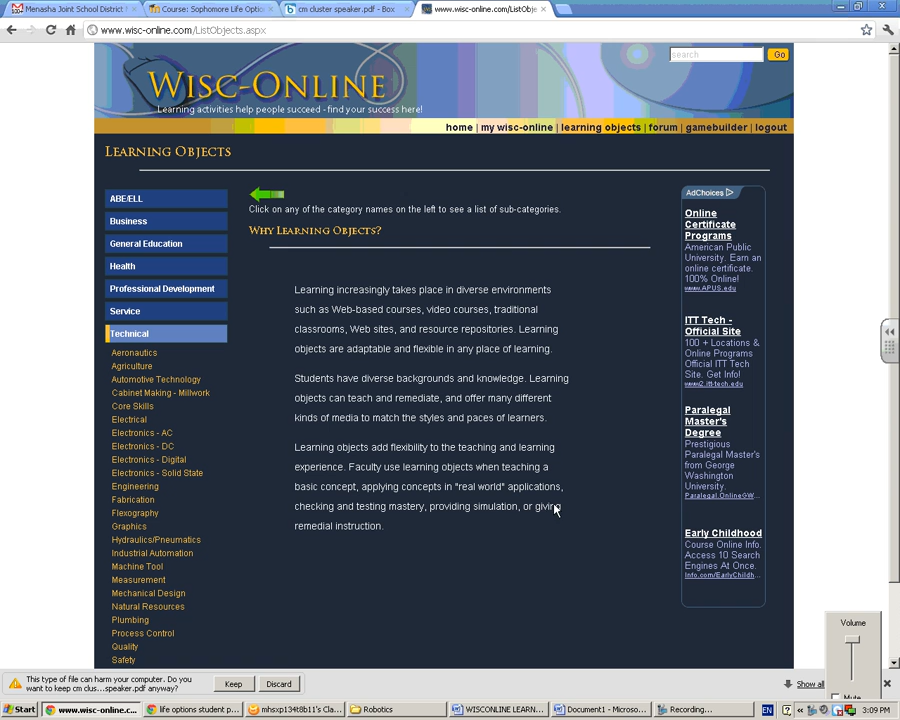 Menasha Joint School District M
Course: Sophomore Life Optio
cm cluster speaker.pdf - Box
www.wisc-online.com/ListObj
www.wisc-online.com/ListObjects.aspx
Wisc-Online
Learning activities help people succeed - find your success here!
search
Go
home | my wisc-online | learning objects | forum | gamebuilder | logout
Learning Objects
ABE/ELL
Business
General Education
Health
Professional Development
Service
Technical
Aeronautics
Agriculture
Automotive Technology
Cabinet Making - Millwork
Core Skills
Electrical
Electronics - AC
Electronics - DC
Electronics - Digital
Electronics - Solid State
Engineering
Fabrication
Flexography
Graphics
Hydraulics/Pneumatics
Industrial Automation
Machine Tool
Measurement
Mechanical Design
Natural Resources
Plumbing
Process Control
Quality
Safety
Click on any of the category names on the left to see a list of sub-categories.
Why Learning Objects?
Learning increasingly takes place in diverse environments
such as Web-based courses, video courses, traditional
classrooms, Web sites, and resource repositories. Learning
objects are adaptable and flexible in any place of learning.
Students have diverse backgrounds and knowledge. Learning
objects can teach and remediate, and offer many different
kinds of media to match the styles and paces of learners.
Learning objects add flexibility to the teaching and learning
experience. Faculty use learning objects when teaching a
basic concept, applying concepts in "real world" applications,
checking and testing mastery, providing simulation, or giving
remedial instruction.
AdChoices
Online
Certificate
Programs
American Public
University. Earn an
online certificate.
100% Online!
www.APUS.edu
ITT Tech -
Official Site
100 + Locations &
Online Programs
Official ITT Tech
Site. Get Info!
www2.itt-tech.edu
Paralegal
Master's
Degree
Prestigious
Paralegal Master's
from George
Washington
University.
Paralegal.OnlineGW...
Early Childhood
Course Online Info.
Access 10 Search
Engines At Once.
Info.com/EarlyChildh...
Volume
Mute
This type of file can harm your computer. Do you
want to keep cm clus...speaker.pdf anyway?
Keep
Discard
Show all
Start
www.wisc-online.c...
life options student p...
mhsxp134t8b11's Cla...
Robotics
WISCONLINE LEARN...
Document1 - Microso...
Recording...
EN
3:09 PM